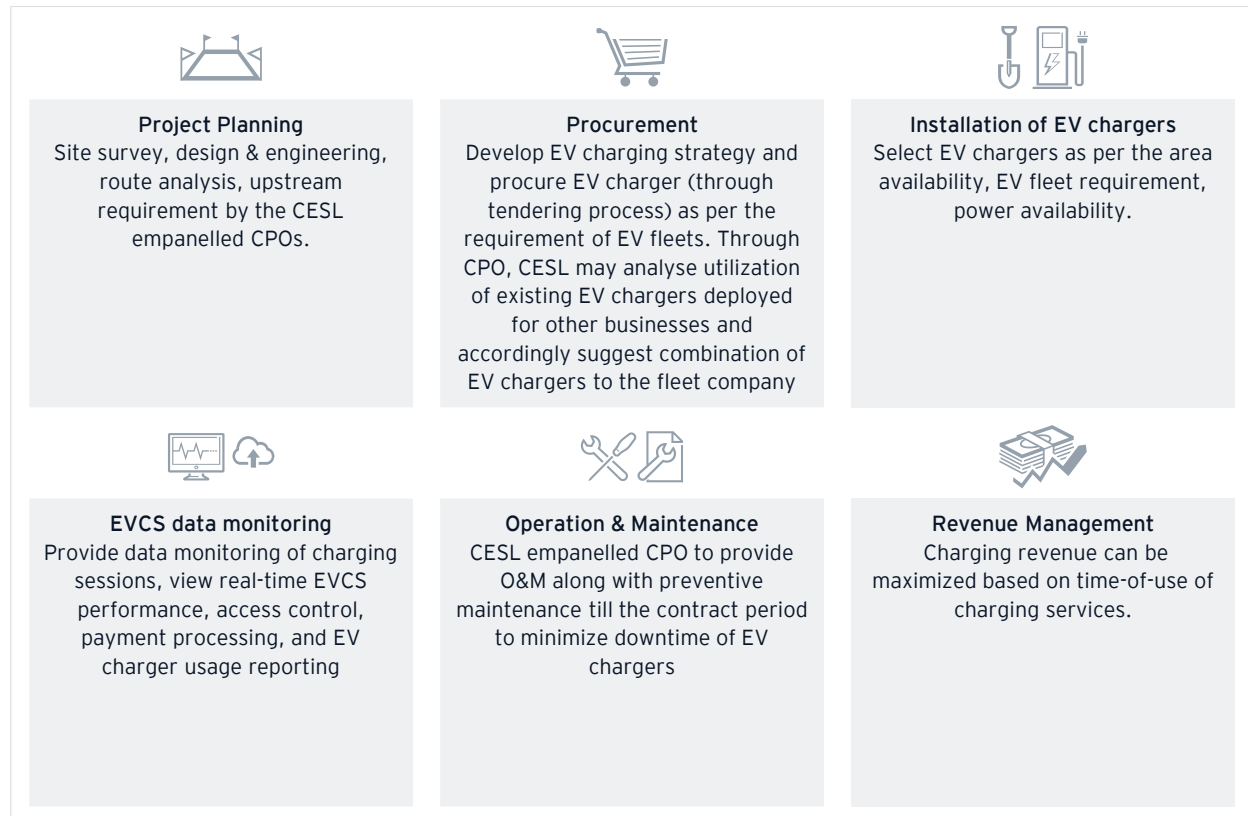 Project Planning
Site survey, design & engineering,
route analysis, upstream
requirement by the CESL
empanelled CPOs.
Procurement
Develop EV charging strategy and
procure EV charger (through
tendering process) as per the
requirement of EV fleets. Through
CPO, CESL may analyse utilization
of existing EV chargers deployed
for other businesses and
accordingly suggest combination of
EV chargers to the fleet company
Installation of EV chargers
Select EV chargers as per the area
availability, EV fleet requirement,
power availability.
EVCS data monitoring
Provide data monitoring of charging
sessions, view real-time EVCS
performance, access control,
payment processing, and EV
charger usage reporting
Operation & Maintenance
CESL empanelled CPO to provide
O&M along with preventive
maintenance till the contract period
to minimize downtime of EV
chargers
Revenue Management
Charging revenue can be
maximized based on time-of-use of
charging services.